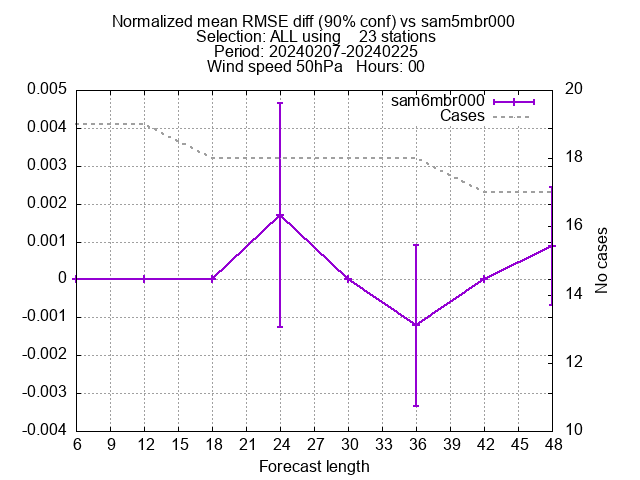 Normalized mean RMSE diff (90% conf) vs sam5mbr000
Selection: ALL using    23 stations
Period: 20240207-20240225
Wind speed 50hPa   Hours: 00
sam6mbr000
Cases
0.005
0.004
0.003
0.002
0.001
0
-0.001
-0.002
-0.003
-0.004
20
18
16
14
12
10
No cases
6 9 12 15 18 21 24 27 30 33 36 39 42 45 48
Forecast length